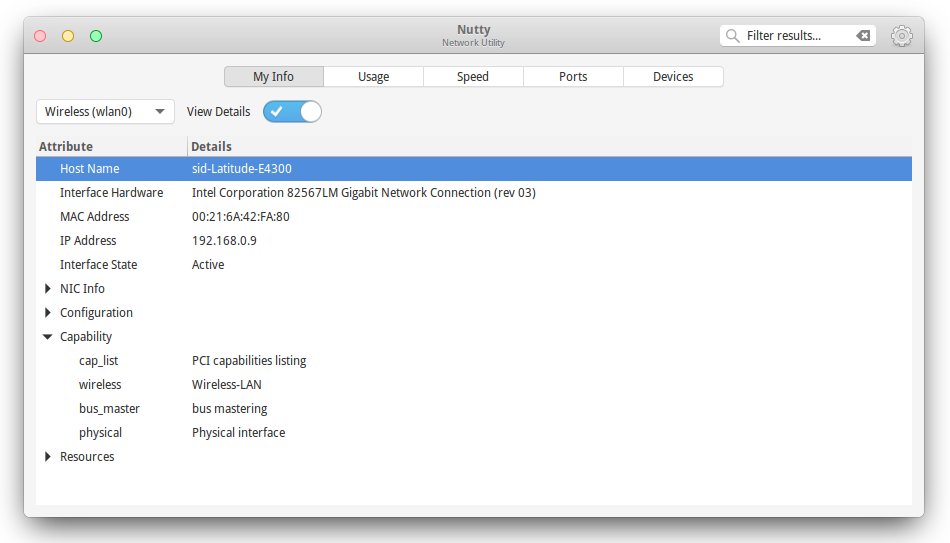 Nutty
Network Utility
Filter results...
My Info Usage Speed Ports Devices
Wireless (wlan0) View Details
Attribute Details
Host Name sid-Latitude-E4300
Interface Hardware Intel Corporation 82567LM Gigabit Network Connection (rev 03)
MAC Address 00:21:6A:42:FA:80
IP Address 192.168.0.9
Interface State Active
NIC Info
Configuration
Capability
cap_list PCI capabilities listing
wireless Wireless-LAN
bus_master bus mastering
physical Physical interface
Resources